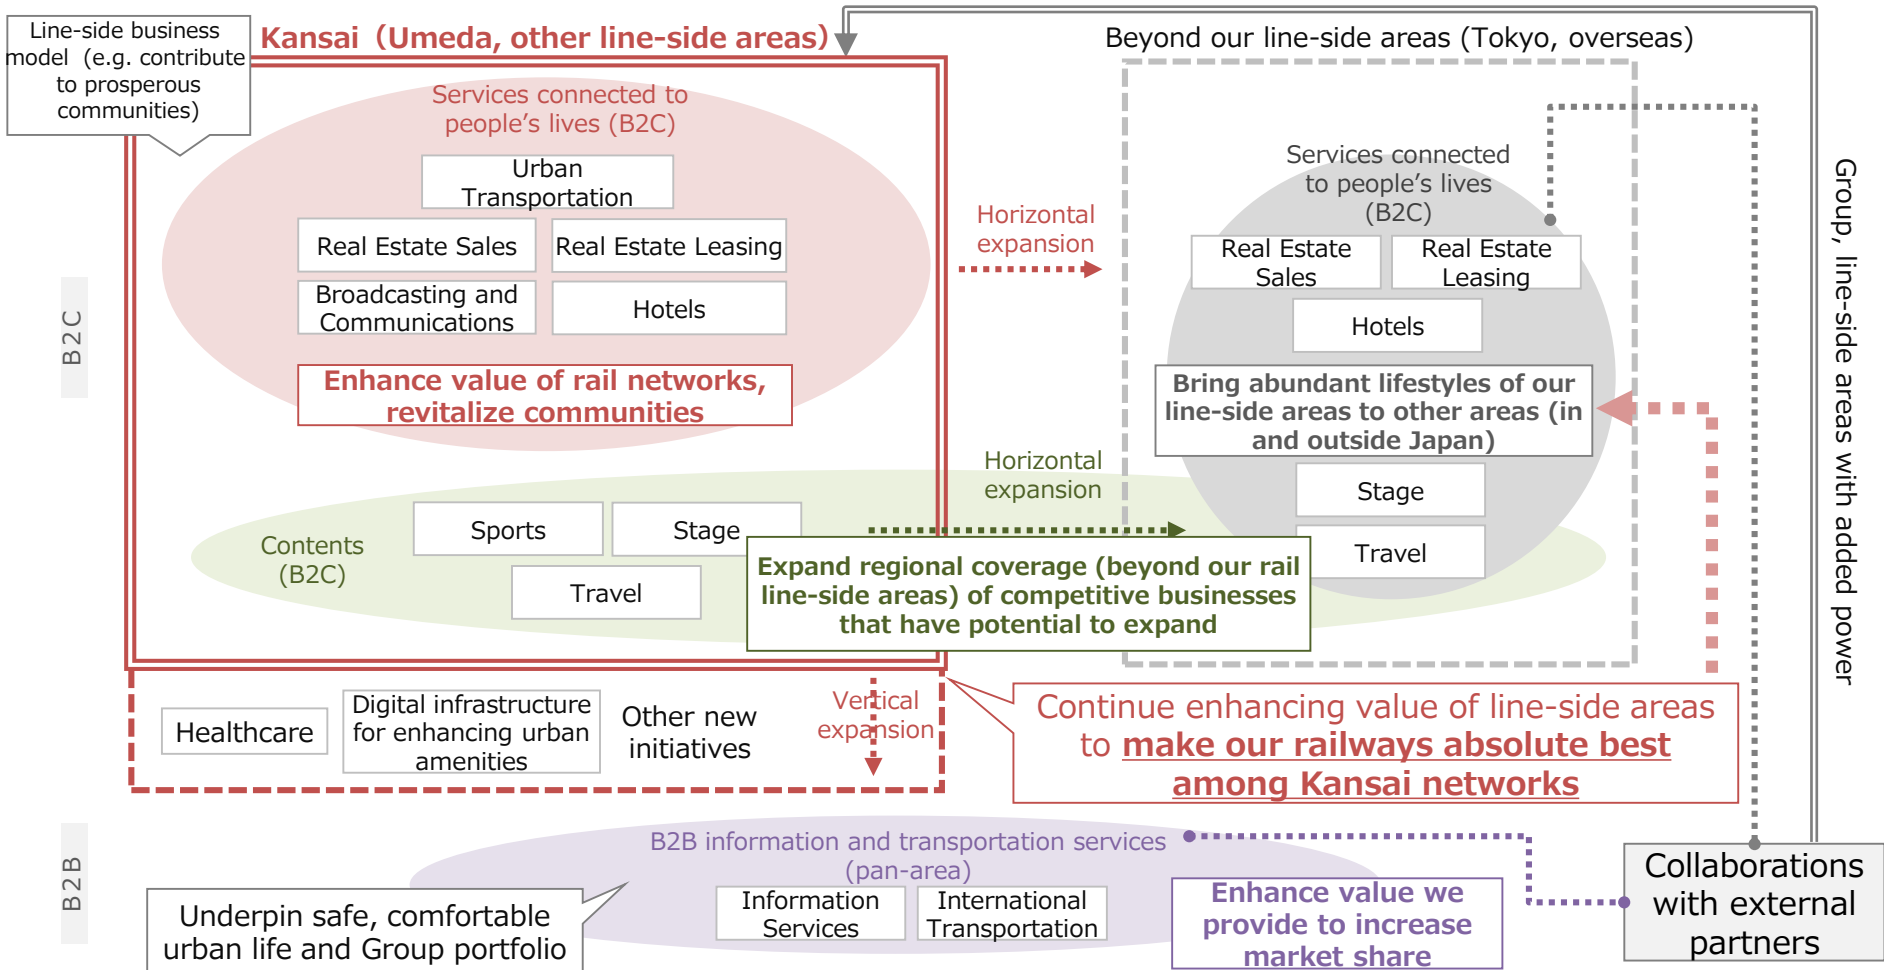 Line-side business
model (e.g. contribute
to prosperous
communities)
Kansai (Umeda, other line-side areas)
Beyond our line-side areas (Tokyo, overseas)
B2C
Services connected to
people's lives (B2C)
Urban
Transportation
Real Estate Sales
Real Estate Leasing
Broadcasting and
Communications
Hotels
Enhance value of rail networks,
revitalize communities
Horizontal
expansion
Services connected
to people's lives
(B2C)
Real Estate
Sales
Real Estate
Leasing
Hotels
Bring abundant lifestyles of our
line-side areas to other areas (in
and outside Japan)
Stage
Travel
Group, line-side areas with added power
Contents
(B2C)
Sports
Stage
Travel
Horizontal
expansion
Expand regional coverage (beyond our rail
line-side areas) of competitive businesses
that have potential to expand
Healthcare
Digital infrastructure
for enhancing urban
amenities
Other new
initiatives
Vertical
expansion
Continue enhancing value of line-side areas
to make our railways absolute best
among Kansai networks
B2B
B2B information and transportation services
(pan-area)
Information
Services
International
Transportation
Underpin safe, comfortable
urban life and Group portfolio
Enhance value we
provide to increase
market share
Collaborations
with external
partners